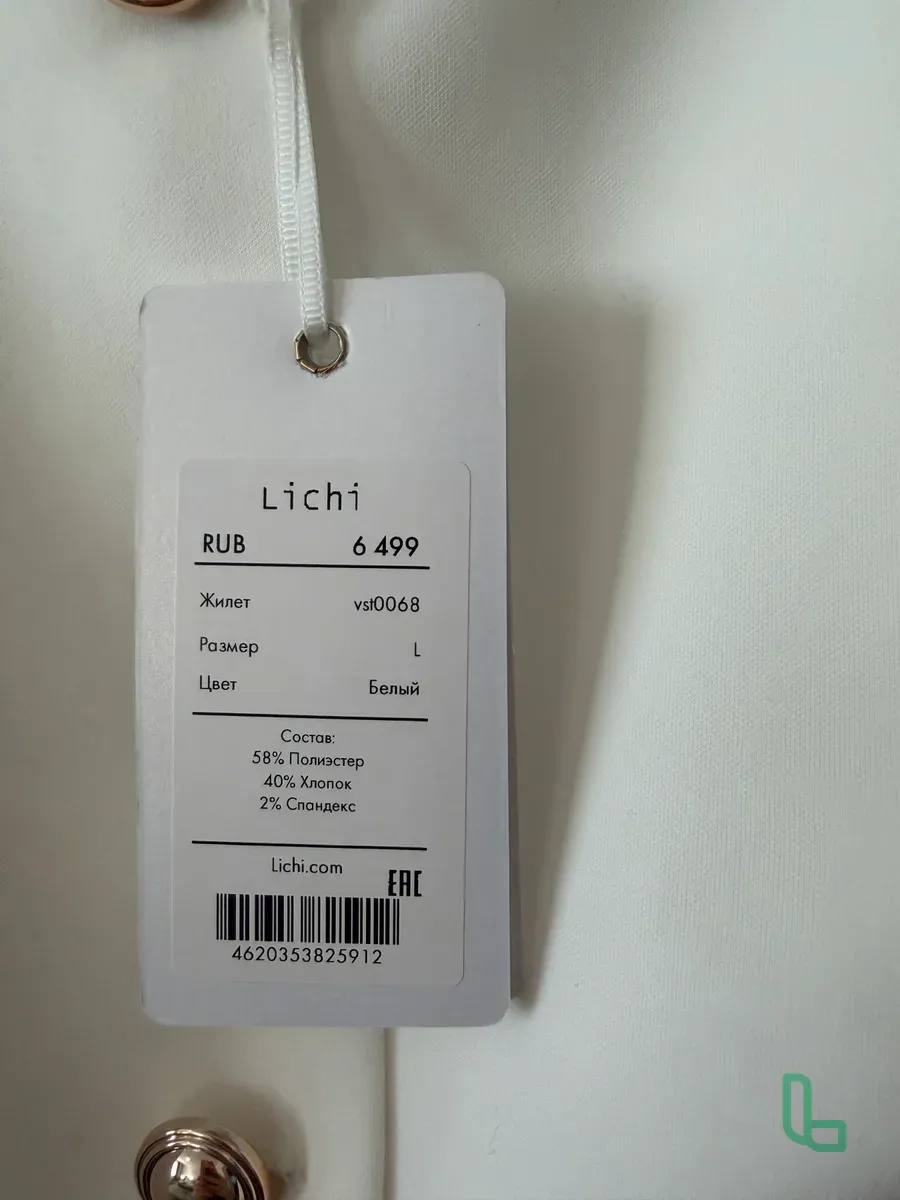 Lichi
RUB 6 499
Жилет vst0068
Размер L
Цвет Белый
Состав:
58% Полиэстер
40% Хлопок
2% Спандекс
Lichi.com
EAC
4620353825912